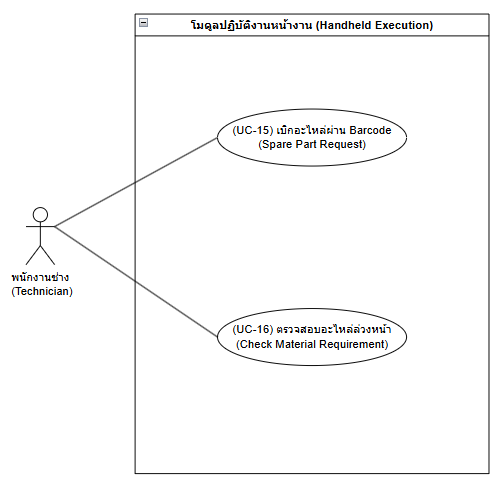 โมดูลปฏิบัติงานหน้างาน (Handheld Execution)
(UC-15) เบิกอะไหล่ผ่าน Barcode
(Spare Part Request)
พนักงานช่าง
(Technician)
(UC-16) ตรวจสอบอะไหล่ล่วงหน้า
(Check Material Requirement)